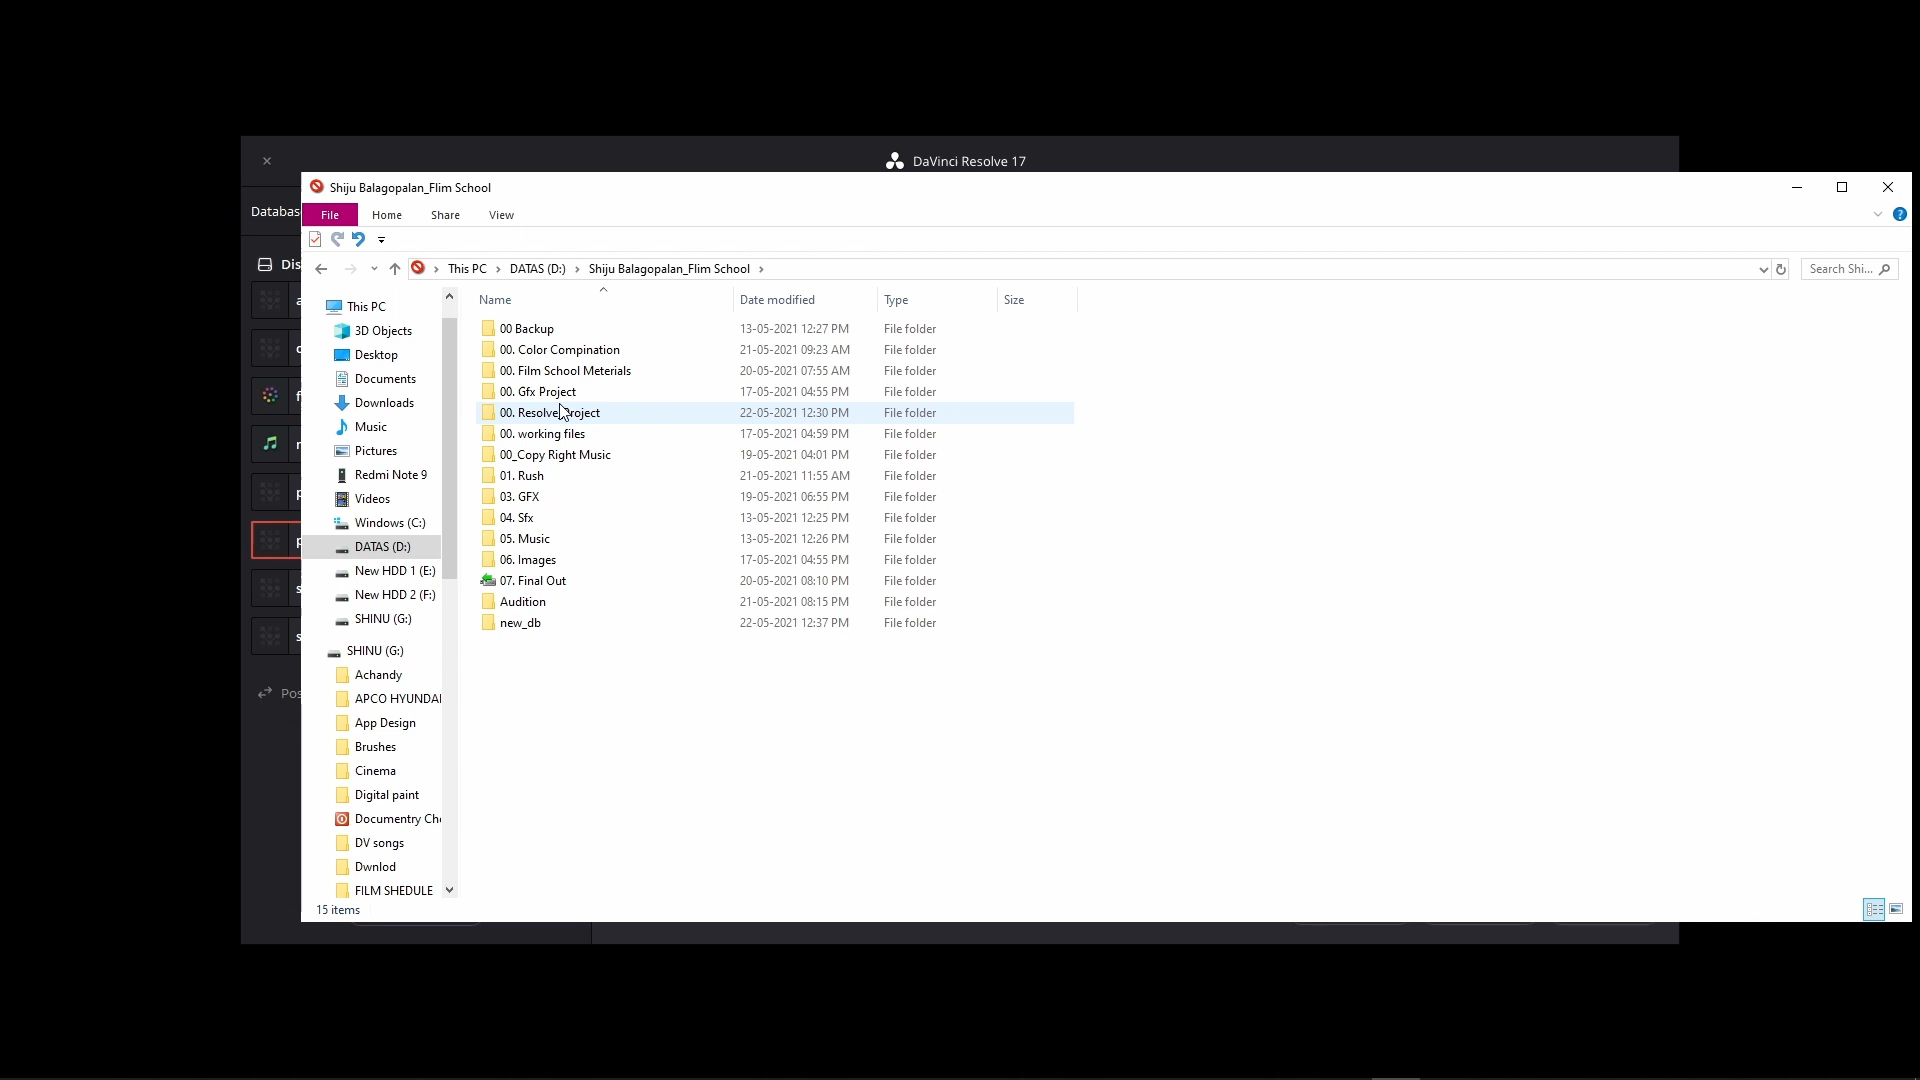 DaVinci Resolve 17
Shiju Balagopalan_Flim School
Databas
File Home Share View
Dis
This PC > DATAS (D:) > Shiju Balagopalan_Flim School >
Search Shi...
Name Date modified Type Size
This PC
3D Objects
Desktop
Documents
Downloads
Music
Pictures
Redmi Note 9
Videos
Windows (C:)
DATAS (D:)
New HDD 1 (E:)
New HDD 2 (F:)
SHINU (G:)
SHINU (G:)
Achandy
APCO HYUNDAI
App Design
Brushes
Cinema
Digital paint
Documentry Che
DV songs
Dwnlod
FILM SHEDULE
Pos
00 Backup 13-05-2021 12:27 PM File folder
00. Color Compination 21-05-2021 09:23 AM File folder
00. Film School Meterials 20-05-2021 07:55 AM File folder
00. Gfx Project 17-05-2021 04:55 PM File folder
00. Resolve Project 22-05-2021 12:30 PM File folder
00. working files 17-05-2021 04:59 PM File folder
00_Copy Right Music 19-05-2021 04:01 PM File folder
01. Rush 21-05-2021 11:55 AM File folder
03. GFX 19-05-2021 06:55 PM File folder
04. Sfx 13-05-2021 12:25 PM File folder
05. Music 13-05-2021 12:26 PM File folder
06. Images 17-05-2021 04:55 PM File folder
07. Final Out 20-05-2021 08:10 PM File folder
Audition 21-05-2021 08:15 PM File folder
new_db 22-05-2021 12:37 PM File folder
15 items